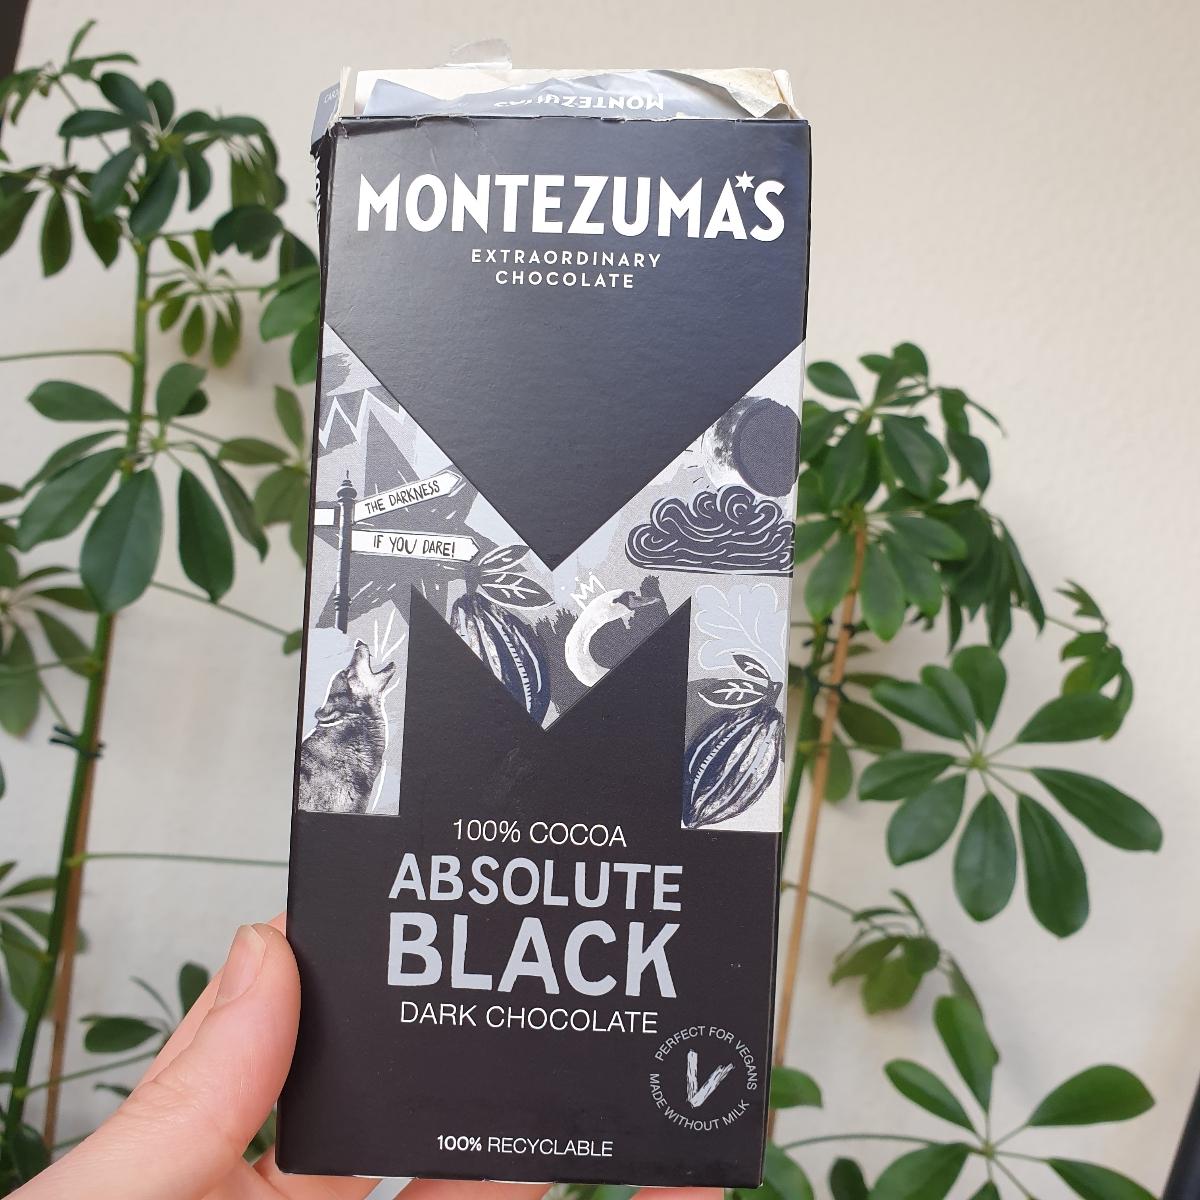 MONTEZUMA'S
MONTEZUMA'S
EXTRAORDINARY
CHOCOLATE
THE DARKNESS
IF YOU DARE!
100% COCOA
ABSOLUTE
BLACK
DARK CHOCOLATE
PERFECT FOR VEGANS
MADE WITHOUT MILK
100% RECYCLABLE